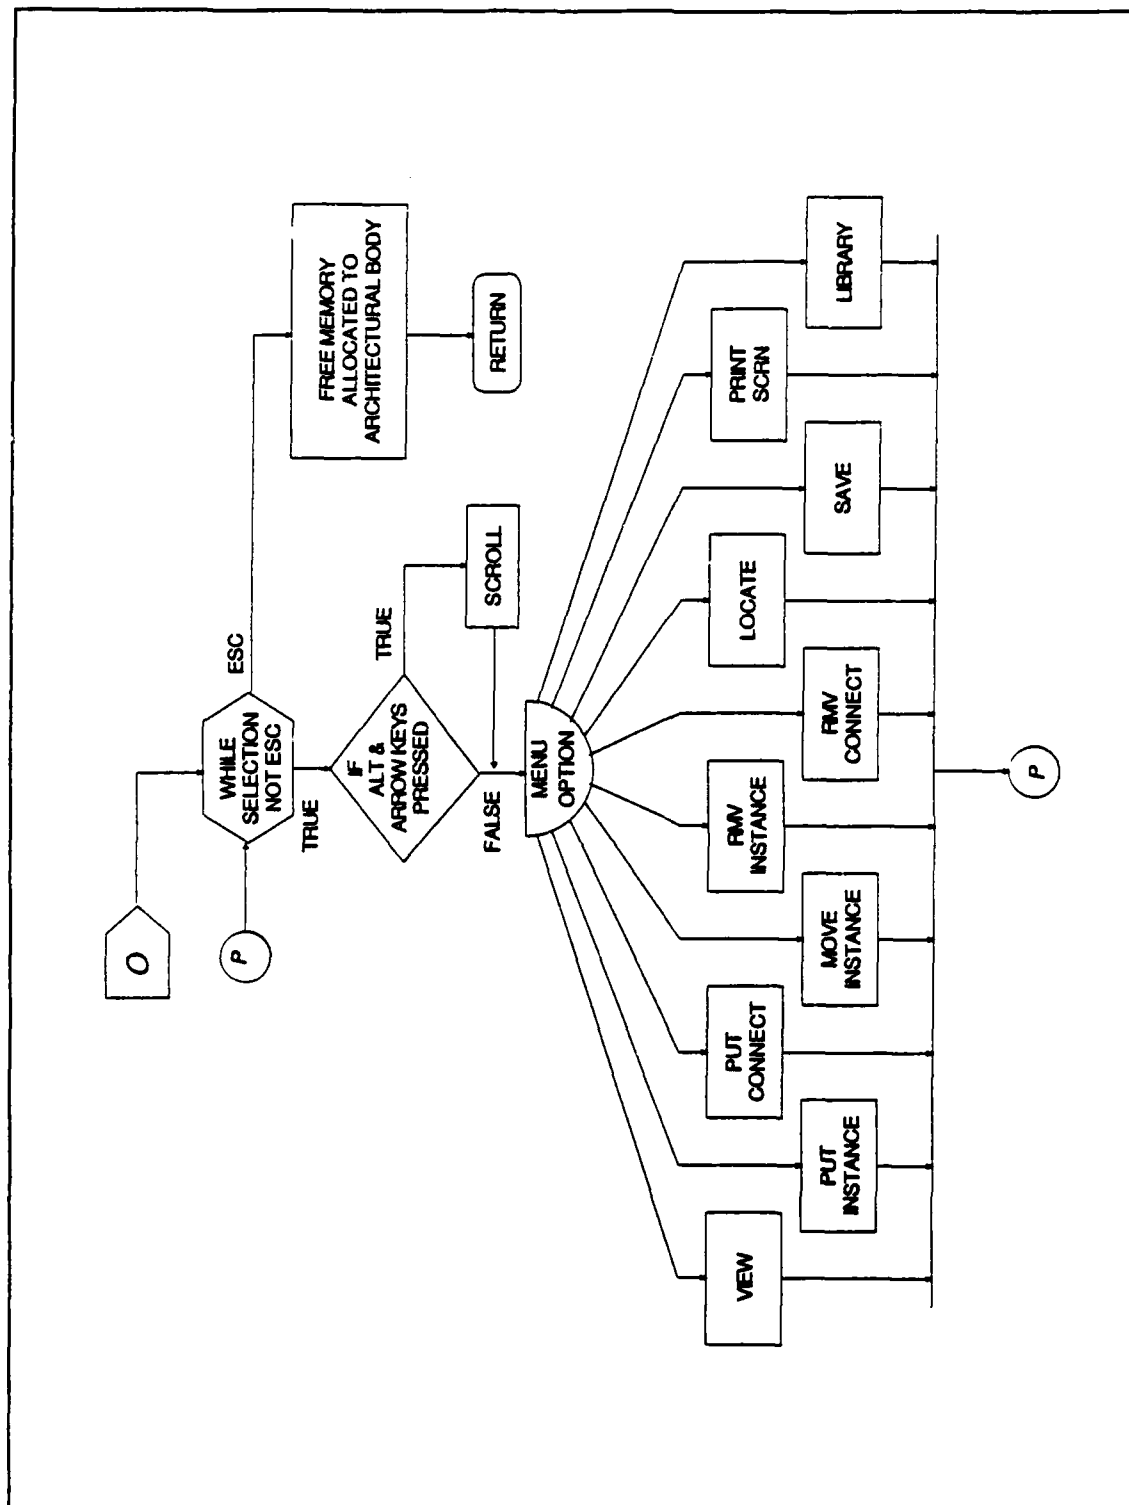 O
P
WHILE
SELECTION
NOT ESC
ESC
TRUE
FREE MEMORY
ALLOCATED TO
ARCHITECTURAL BODY
RETURN
IF
ALT &
ARROW KEYS
PRESSED
TRUE
FALSE
SCROLL
MENU
OPTION
VIEW
PUT
INSTANCE
PUT
CONNECT
MOVE
INSTANCE
RMV
INSTANCE
RMV
CONNECT
LOCATE
SAVE
PRINT
SCRN
LIBRARY
P